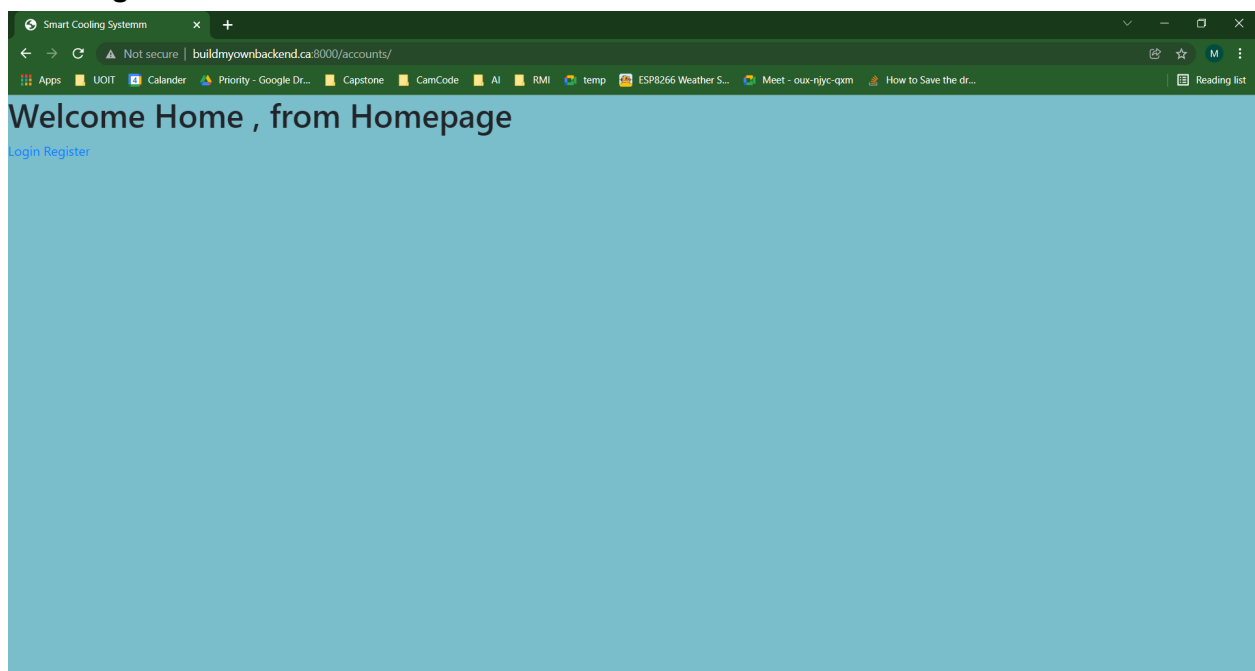 Smart Cooling Systemm
Not secure | buildmyownbackend.ca:8000/accounts/ M
Apps UOIT 4 Calander Priority - Google Dr... Capstone CamCode AI RMI temp ESP8266 Weather S... Meet - oux-njyc-qxm How to Save the dr... Reading list
Welcome Home , from Homepage
Login Register